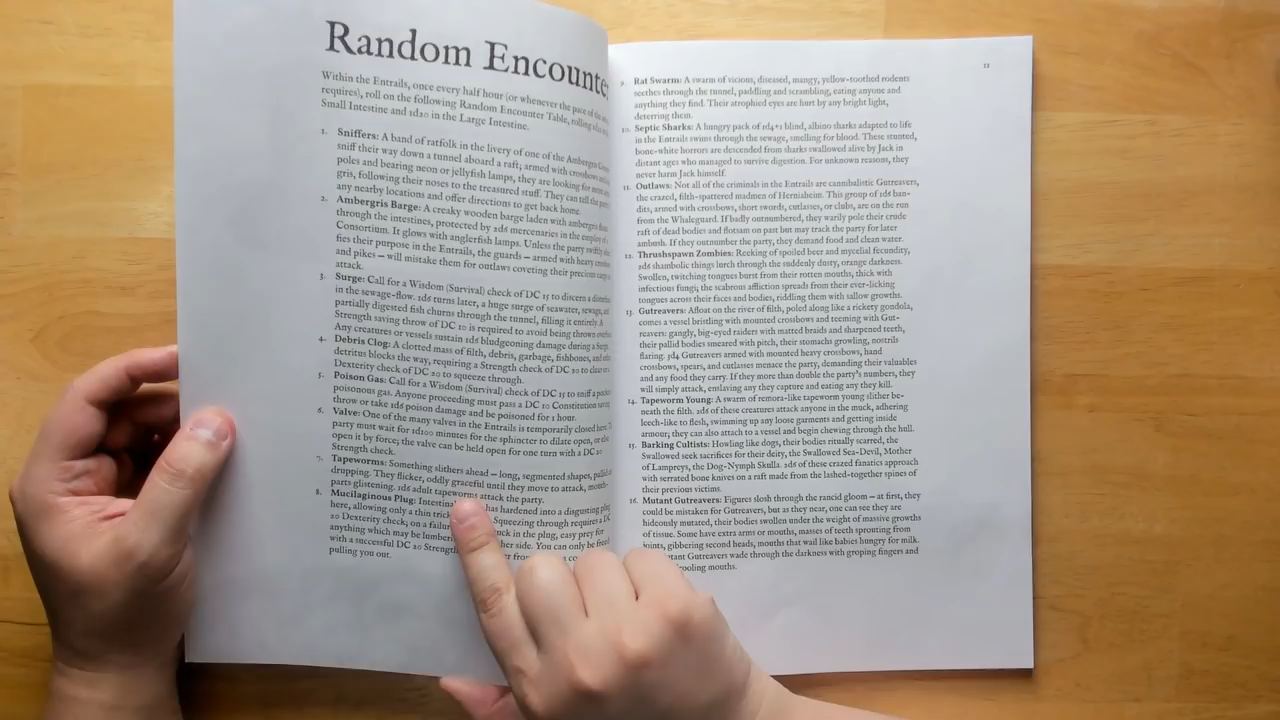 Random Encounte
Within the Entrails, once every half hour (or whenever the pace of the
requires), roll on the following Random Encounter Table, rolling
Small Intestine and 1d20 in the Large Intestine.
1. Sniffers: A band of ratfolk in the livery of one of the Ambergris
sniff their way down a tunnel aboard a raft; armed with crossbows
poles and bearing neon or jellyfish lamps, they are looking for
gris, following their noses to the treasured stuff. They can tell the
any nearby locations and offer directions to get back home.
2. Ambergris Barge: A creaky wooden barge laden with ambergris
through the intestines, protected by 2d8 mercenaries in the employ of
Consortium. It glows with anglerfish lamps. Unless the party swiftly
fies their purpose in the Entrails, the guards – armed with heavy
and pikes – will mistake them for outlaws coveting their precious
attack.
3. Surge: Call for a Wisdom (Survival) check of DC 15 to discern a
in the sewage-flow. 1d8 turns later, a huge surge of seawater, sewage,
partially digested fish churns through the tunnel, filling it entirely. A
Strength saving throw of DC 10 is required to avoid being thrown
Any creatures or vessels sustain 1d8 bludgeoning damage during a
4. Debris Clog: A clotted mass of filth, debris, garbage, fishbones, and
detritus blocks the way, requiring a Strength check of DC 20 to clear
Dexterity check of DC 20 to squeeze through.
5. Poison Gas: Call for a Wisdom (Survival) check of DC 15 to sniff a
poisonous gas. Anyone proceeding must pass a DC 10 Constitution
throw or take 1d8 poison damage and be poisoned for 1 hour.
6. Valve: One of the many valves in the Entrails is temporarily closed here.
party must wait for 1d100 minutes for the sphincter to dilate open, or
open it by force; the valve can be held open for one turn with a DC 20
Strength check.
7. Tapeworms: Something slithers ahead – long, segmented shapes,
drupping. They flicker, oddly graceful until they move to attack, mouth-
parts glistening. 1d8 adult tapeworms attack the party.
8. Mucilaginous Plug: has hardened into a disgusting
here, allowing only a thin Squeezing through requires a DC
20 Dexterity check; on a in the plug, easy prey for
anything which may be side. You can only be
with a successful DC 20
pulling you out.
11
9. Rat Swarm: A swarm of vicious, diseased, mangy, yellow-toothed rodents
seethes through the tunnel, paddling and scrambling, eating anyone and
anything they find. Their atrophied eyes are hurt by any bright light,
deterring them.
10. Septic Sharks: A hungry pack of 1d4+1 blind, albino sharks adapted to life
in the Entrails swims through the sewage, smelling for blood. These stunted,
bone-white horrors are descended from sharks swallowed alive by Jack in
distant ages who managed to survive digestion. For unknown reasons, they
never harm Jack himself.
11. Outlaws: Not all of the criminals in the Entrails are cannibalistic Gutreavers,
the crazed, filth-spattered madmen of Herniaheim. This group of 1d8 ban-
dits, armed with crossbows, short swords, cutlasses, or clubs, are on the run
from the Whaleguard. If badly outnumbered, they warily pole their crude
raft of dead bodies and flotsam on past but may track the party for later
ambush. If they outnumber the party, they demand food and clean water.
12. Thrushspawn Zombies: Reeking of spoiled beer and mycelial fecundity,
2d8 shambolic things lurch through the suddenly dusty, orange darkness.
Swollen, twitching tongues burst from their rotten mouths, thick with
infectious fungi; the scabrous affliction spreads from their ever-licking
tongues across their faces and bodies, riddling them with sallow growths.
13. Gutreavers: Afloat on the river of filth, poled along like a rickety gondola,
comes a vessel bristling with mounted crossbows and teeming with Gut-
reavers: gangly, big-eyed raiders with matted braids and sharpened teeth,
their pallid bodies smeared with pitch, their stomachs growling, nostrils
flaring. 3d4 Gutreavers armed with mounted heavy crossbows, hand
crossbows, spears, and cutlasses menace the party, demanding their valuables
and any food they carry. If they more than double the party's numbers, they
will simply attack, enslaving any they capture and eating any they kill.
14. Tapeworm Young: A swarm of remora-like tapeworm young slither be-
neath the filth. 2d6 of these creatures attack anyone in the muck, adhering
leech-like to flesh, swimming up any loose garments and getting inside
armour; they can also attach to a vessel and begin chewing through the hull.
15. Barking Cultists: Howling like dogs, their bodies ritually scarred, the
Swallowed seek sacrifices for their deity, the Swallowed Sea-Devil, Mother
of Lampreys, the Dog-Nymph Skulla. 2d6 of these crazed fanatics approach
with serrated bone knives on a raft made from the lashed-together spines of
their previous victims.
16. Mutant Gutreavers: Figures slosh through the rancid gloom – at first, they
could be mistaken for Gutreavers, but as they near, one can see they are
hideously mutated, their bodies swollen under the weight of massive growths
of tissue. Some have extra arms or mouths, masses of teeth sprouting from
joints, gibbering second heads, mouths that wail like babies hungry for milk.
Gutreavers wade through the darkness with groping fingers and
mouths.